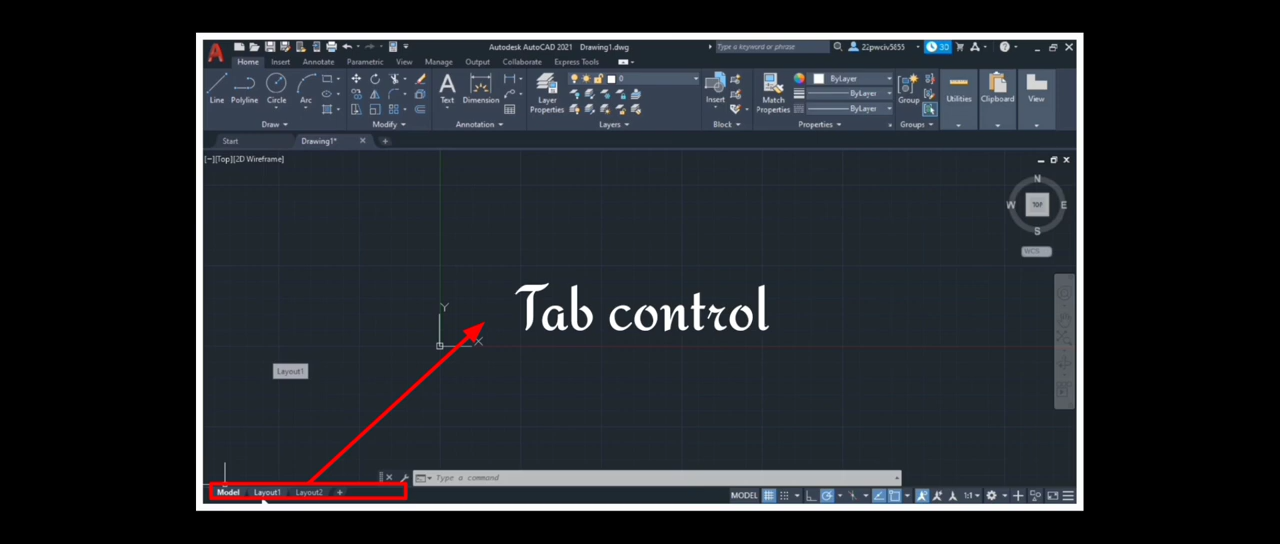 Autodesk AutoCAD 2021 Drawing1.dwg
Type a keyword or phrase
22pwciv5855
30
Home Insert Annotate Parametric View Manage Output Collaborate Express Tools
0
ByLayer
ByLayer
ByLayer
Line Polyline Circle Arc
Text Dimension
Layer
Properties
Insert
Match
Properties
Group
Utilities
Clipboard
View
Draw Modify Annotation Layers Block Properties Groups
Start Drawing1*
[−][Top][2D Wireframe]
N
W TOP E
S
WCS
Tab control
Y
X
Layout1
Type a command
Model Layout1 Layout2 +
MODEL 1:1